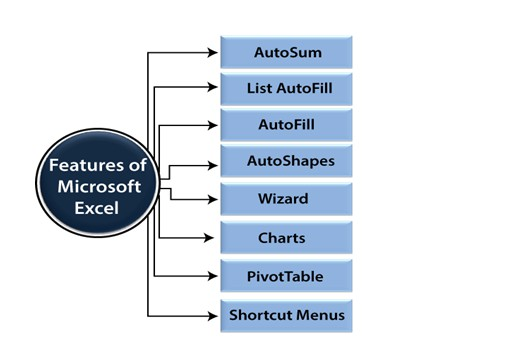 Features of
Microsoft
Excel
AutoSum
List AutoFill
AutoFill
AutoShapes
Wizard
Charts
PivotTable
Shortcut Menus